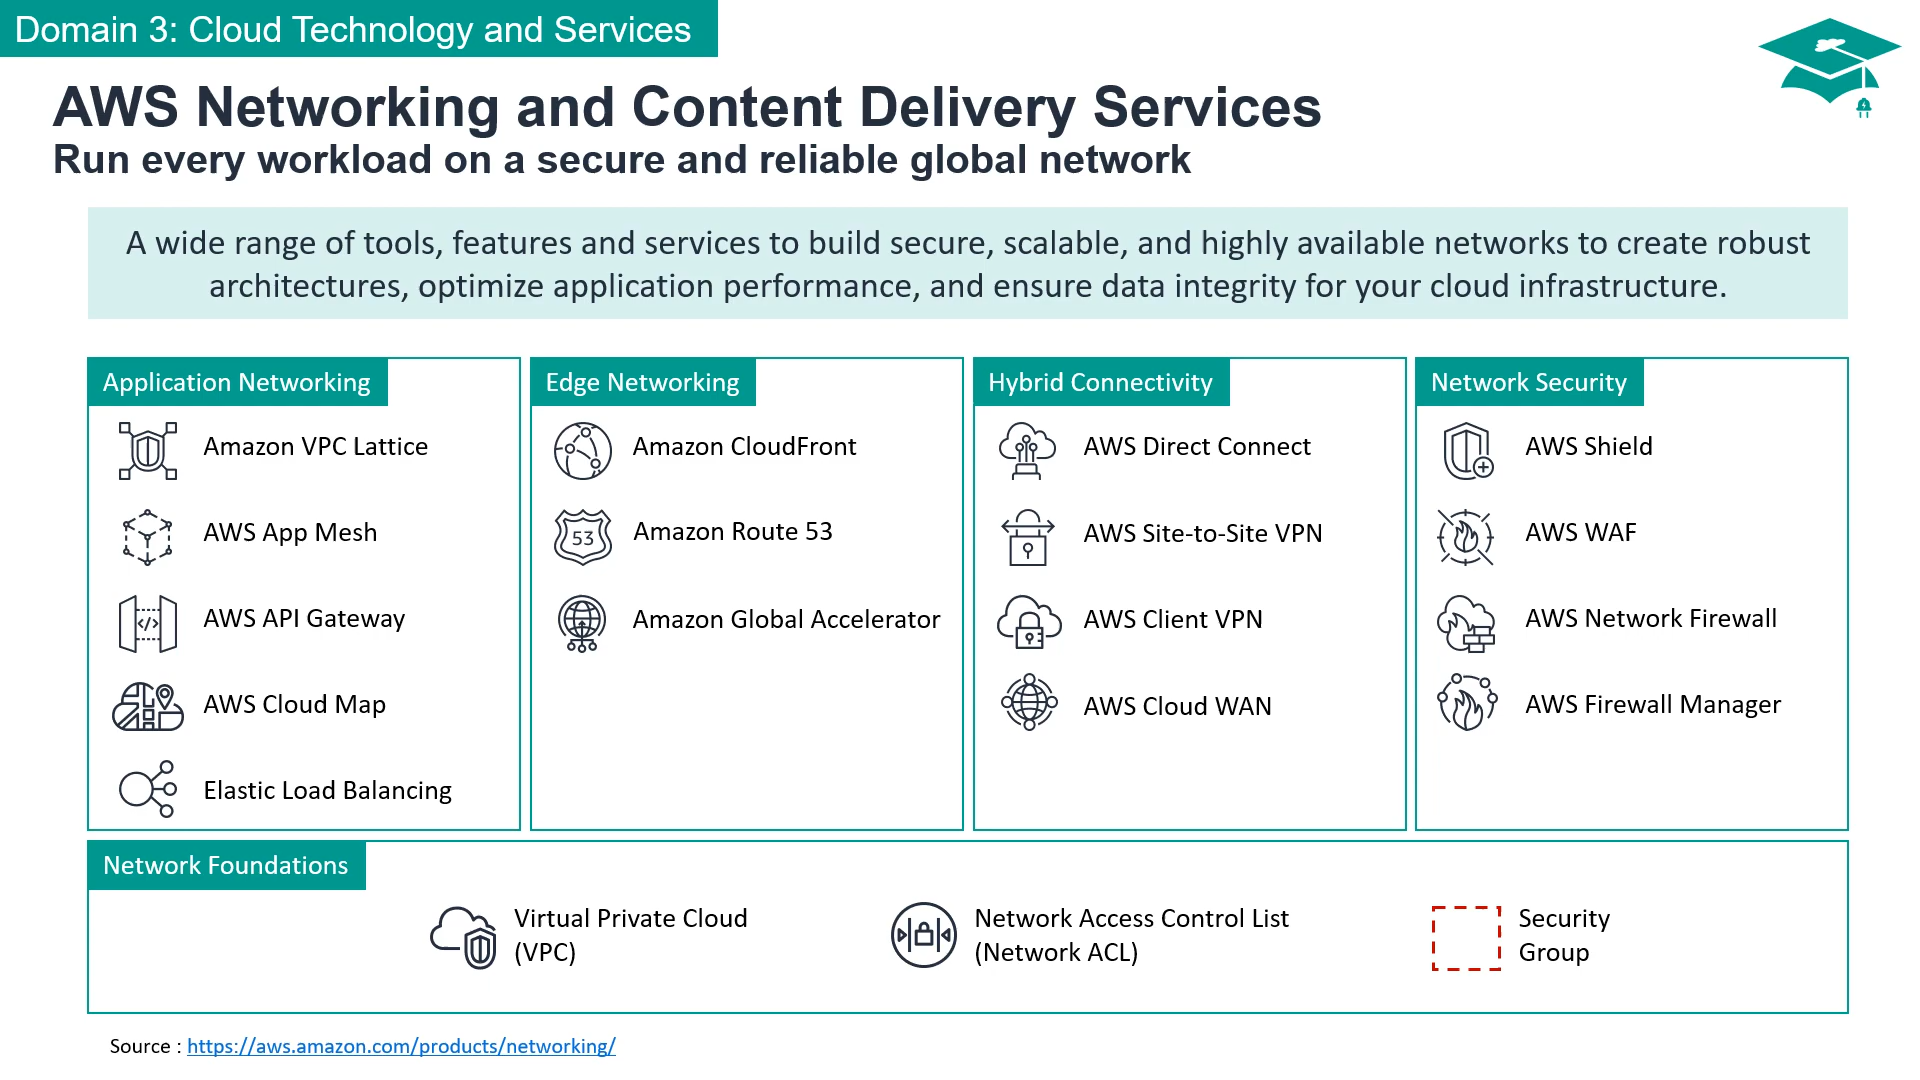 Domain 3: Cloud Technology and Services
AWS Networking and Content Delivery Services
Run every workload on a secure and reliable global network
A wide range of tools, features and services to build secure, scalable, and highly available networks to create robust
architectures, optimize application performance, and ensure data integrity for your cloud infrastructure.
Application Networking
Amazon VPC Lattice
AWS App Mesh
</>
AWS API Gateway
AWS Cloud Map
Elastic Load Balancing
Edge Networking
Amazon CloudFront
53
Amazon Route 53
Amazon Global Accelerator
Hybrid Connectivity
AWS Direct Connect
AWS Site-to-Site VPN
AWS Client VPN
AWS Cloud WAN
Network Security
AWS Shield
AWS WAF
AWS Network Firewall
AWS Firewall Manager
Network Foundations
Virtual Private Cloud
(VPC)
Network Access Control List
(Network ACL)
Security
Group
Source : https://aws.amazon.com/products/networking/